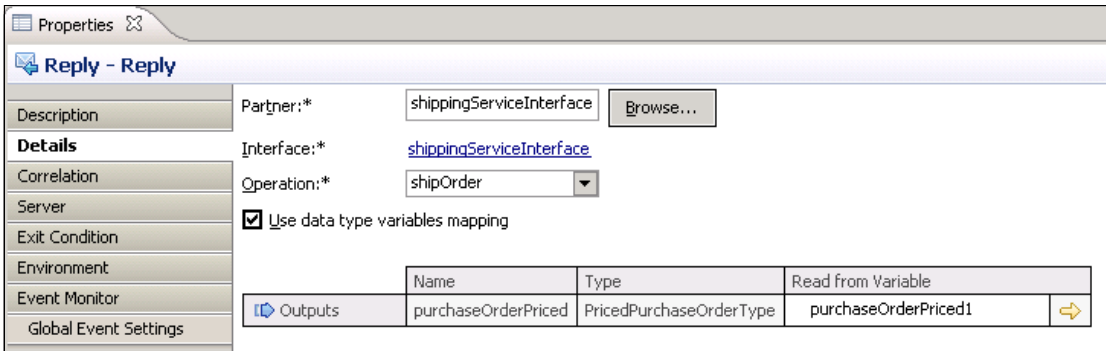 Properties
Reply - Reply
Description
Details
Correlation
Server
Exit Condition
Environment
Event Monitor
Global Event Settings
Partner:* shippingServiceInterface Browse...
Interface:* shippingServiceInterface
Operation:* shipOrder
Use data type variables mapping
Name Type Read from Variable
Outputs purchaseOrderPriced PricedPurchaseOrderType purchaseOrderPriced1